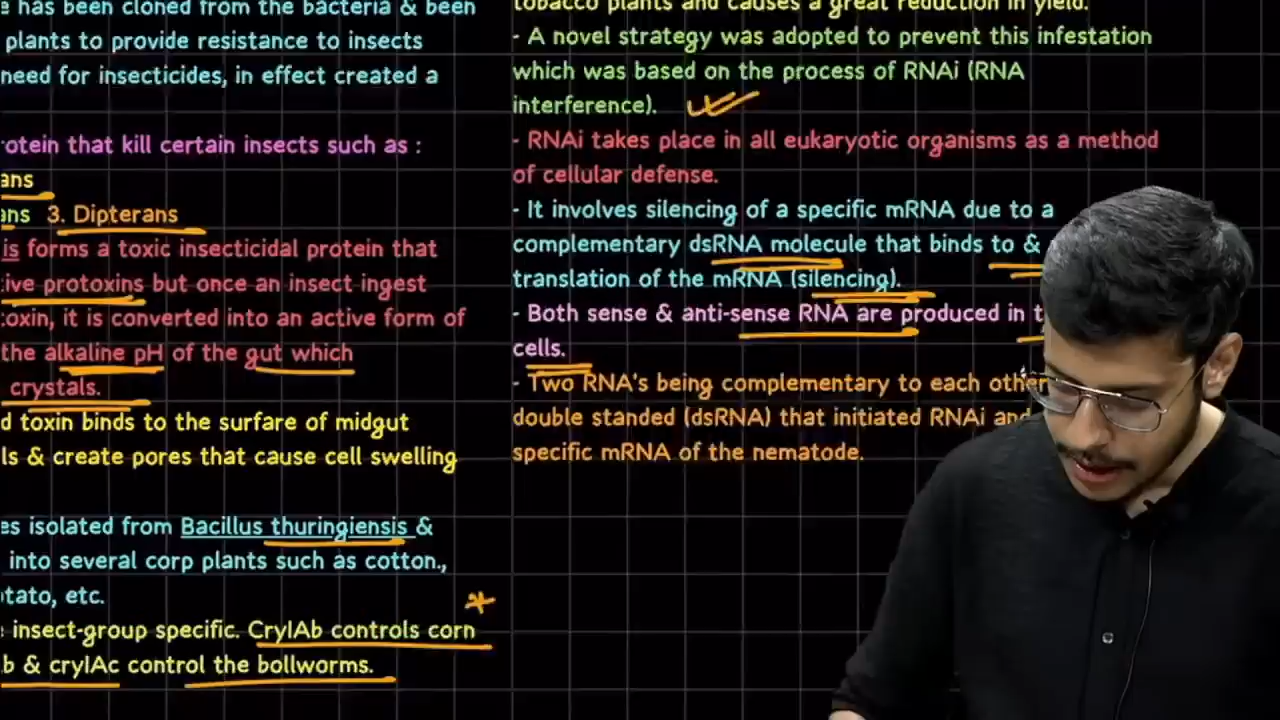 e has been cloned from the bacteria & been
plants to provide resistance to insects
need for insecticides, in effect created a
otein that kill certain insects such as :
ans
ans 3. Dipterans
is forms a toxic insecticidal protein that
ive protoxins but once an insect ingest
toxin, it is converted into an active form of
the alkaline pH of the gut which
crystals.
d toxin binds to the surfare of midgut
ls & create pores that cause cell swelling
es isolated from Bacillus thuringiensis &
into several corp plants such as cotton.,
tato, etc.
insect-group specific. CrylAb controls corn
b & crylAc control the bollworms.
tobacco plants and causes a great reduction in yield.
- A novel strategy was adopted to prevent this infestation
which was based on the process of RNAi (RNA
interference).
- RNAi takes place in all eukaryotic organisms as a method
of cellular defense.
- It involves silencing of a specific mRNA due to a
complementary dsRNA molecule that binds to &
translation of the mRNA (silencing).
- Both sense & anti-sense RNA are produced in t
cells.
- Two RNA's being complementary to each other
double standed (dsRNA) that initiated RNAi and
specific mRNA of the nematode.